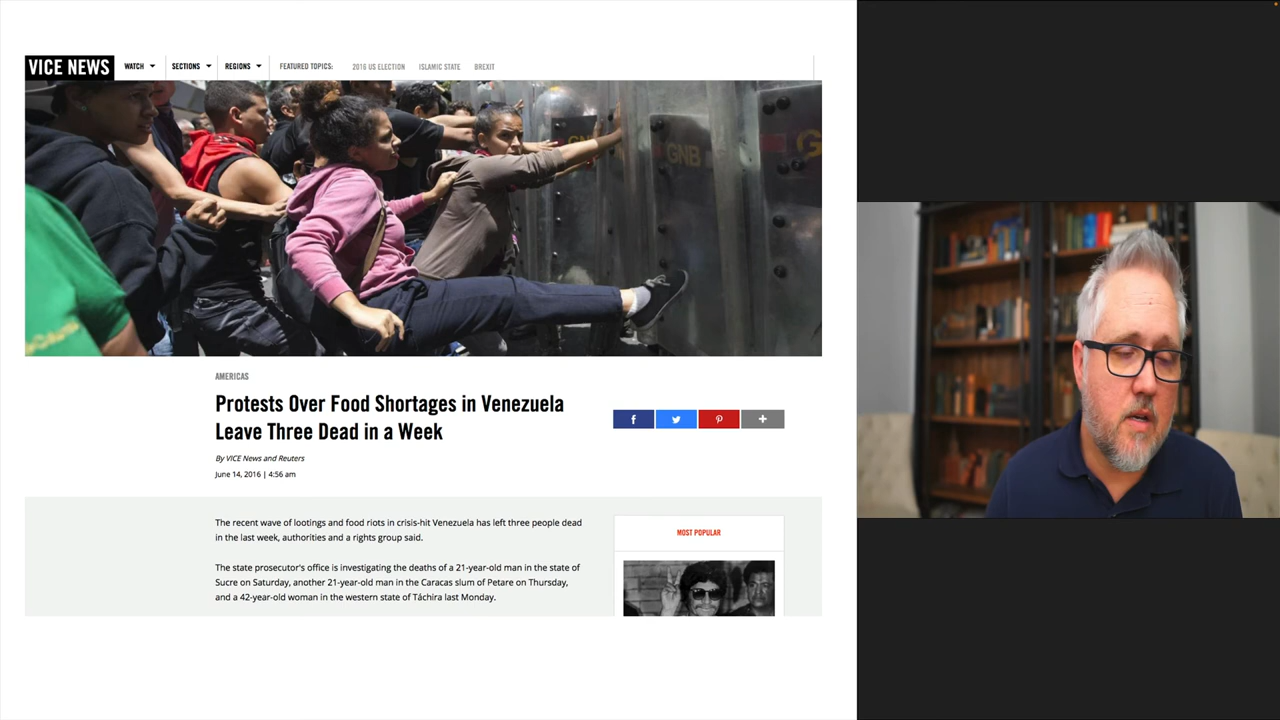 VICE NEWS
WATCH
SECTIONS
REGIONS
FEATURED TOPICS:
2016 US ELECTION
ISLAMIC STATE
BREXIT
GNB
GNB
G
AMERICAS
Protests Over Food Shortages in Venezuela
Leave Three Dead in a Week
By VICE News and Reuters
June 14, 2016 | 4:56 am
The recent wave of lootings and food riots in crisis-hit Venezuela has left three people dead
in the last week, authorities and a rights group said.
The state prosecutor's office is investigating the deaths of a 21-year-old man in the state of
Sucre on Saturday, another 21-year-old man in the Caracas slum of Petare on Thursday,
and a 42-year-old woman in the western state of Táchira last Monday.
MOST POPULAR